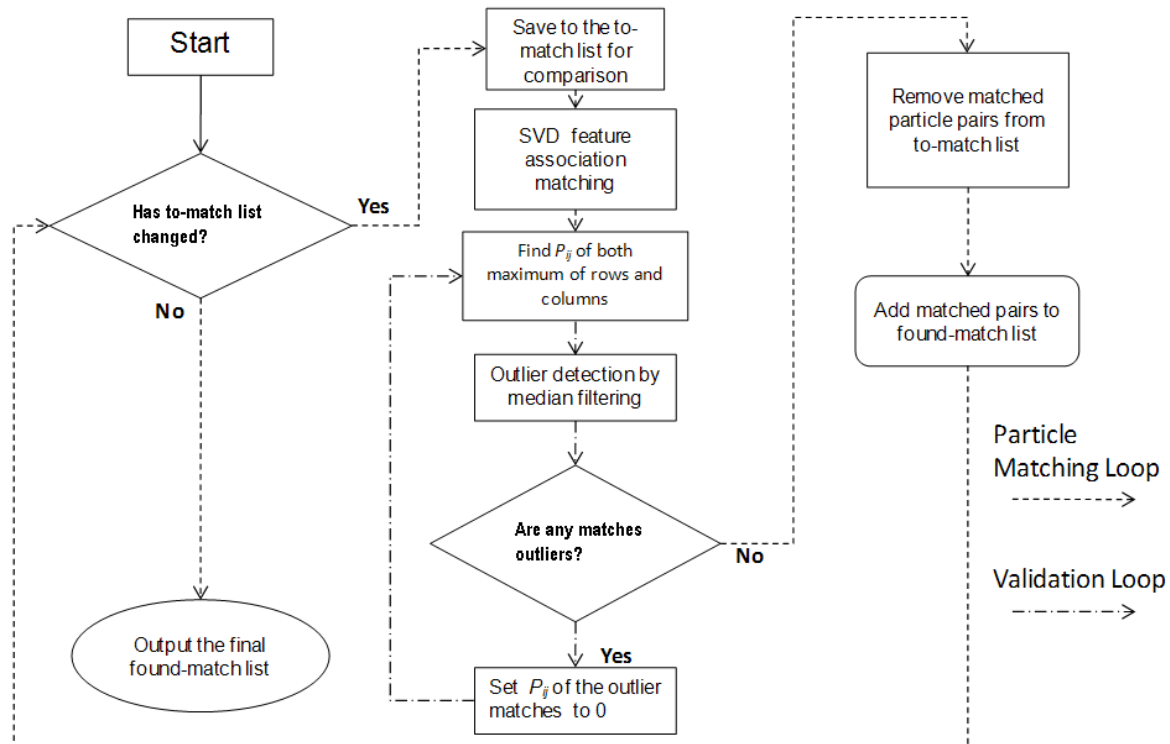 Start
Has to-match list
changed?
Yes
No
Output the final
found-match list
Save to the to-
match list for
comparison
SVD feature
association
matching
Find Pij of both
maximum of rows and
columns
Outlier detection by
median filtering
Are any matches
outliers?
No
Yes
Set Pij of the outlier
matches to 0
Remove matched
particle pairs from
to-match list
Add matched pairs to
found-match list
Particle
Matching Loop
Validation Loop